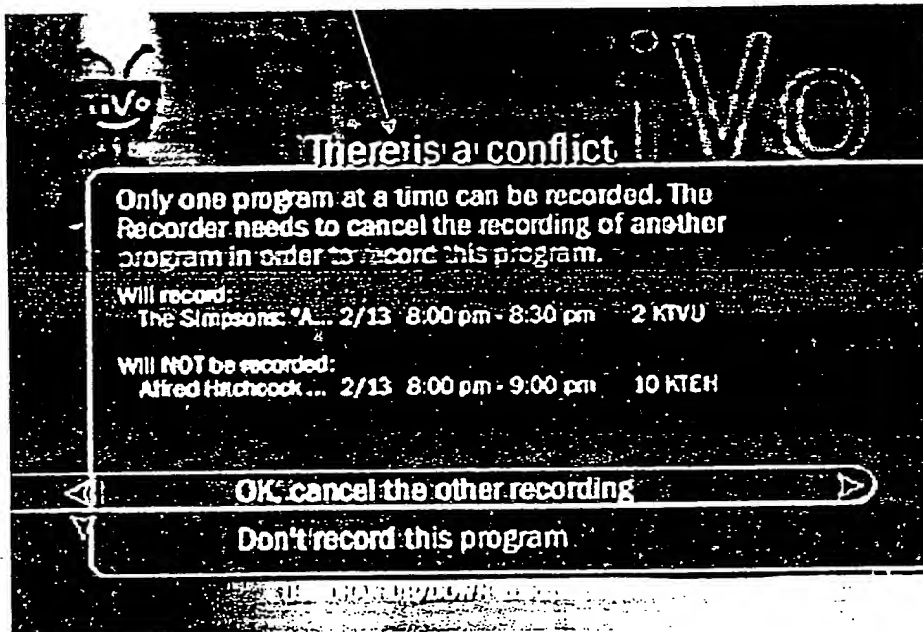 iVo
TiVo
There is a conflict
Only one program at a time can be recorded. The
Recorder needs to cancel the recording of another
program in order to record this program.
Will record:
The Simpsons: "A... 2/13 8:00 pm - 8:30 pm 2 KTVU
Will NOT be recorded:
Alfred Hitchcock ... 2/13 8:00 pm - 9:00 pm 10 KTEH
OK, cancel the other recording
Don't record this program